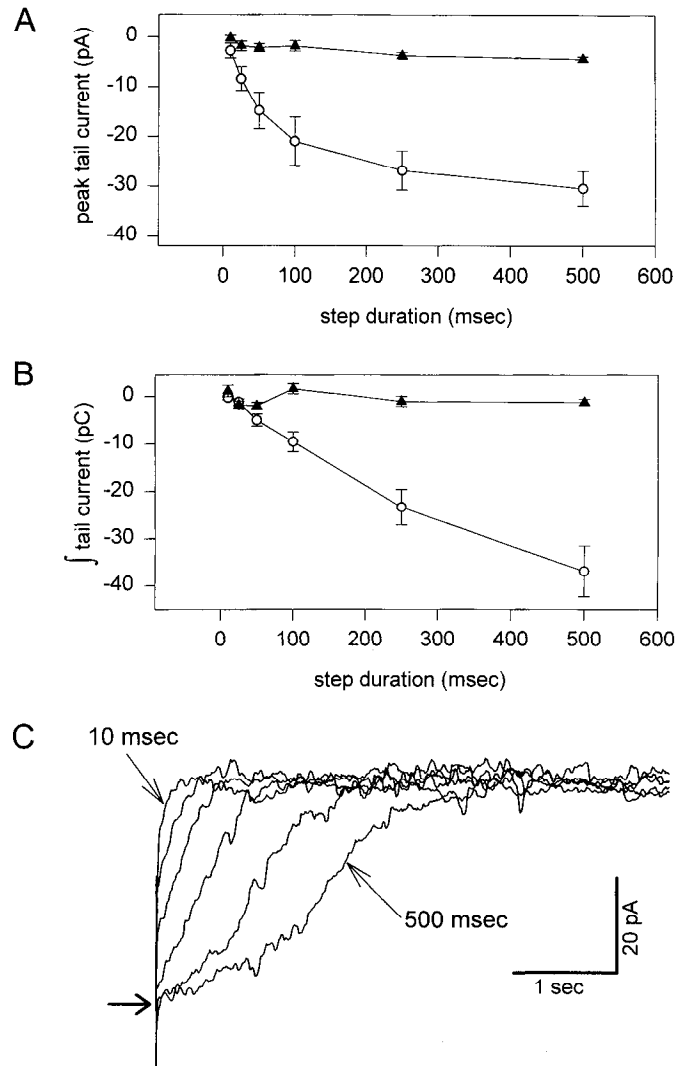 A
peak tail current (pA)
0
-10
-20
-30
-40
0 100 200 300 400 500 600
step duration (msec)
B
∫ tail current (pC)
0
-10
-20
-30
-40
0 100 200 300 400 500 600
step duration (msec)
C
10 msec
500 msec
20 pA
1 sec